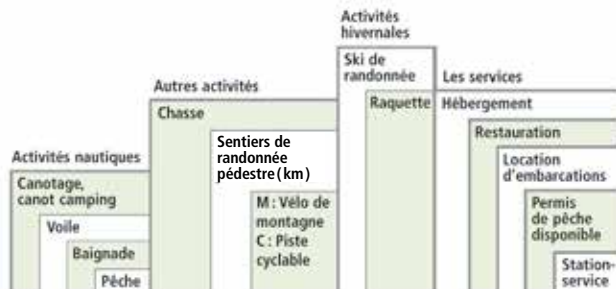 Activités nautiques
Canotage,
canot camping
Voile
Baignade
Pêche
Autres activités
Chasse
Sentiers de
randonnée
pédestre (km)
M : Vélo de
montagne
C : Piste
cyclable
Activités
hivernales
Ski de
randonnée
Raquette
Les services
Hébergement
Restauration
Location
d'embarcations
Permis
de pêche
disponible
Station-
service